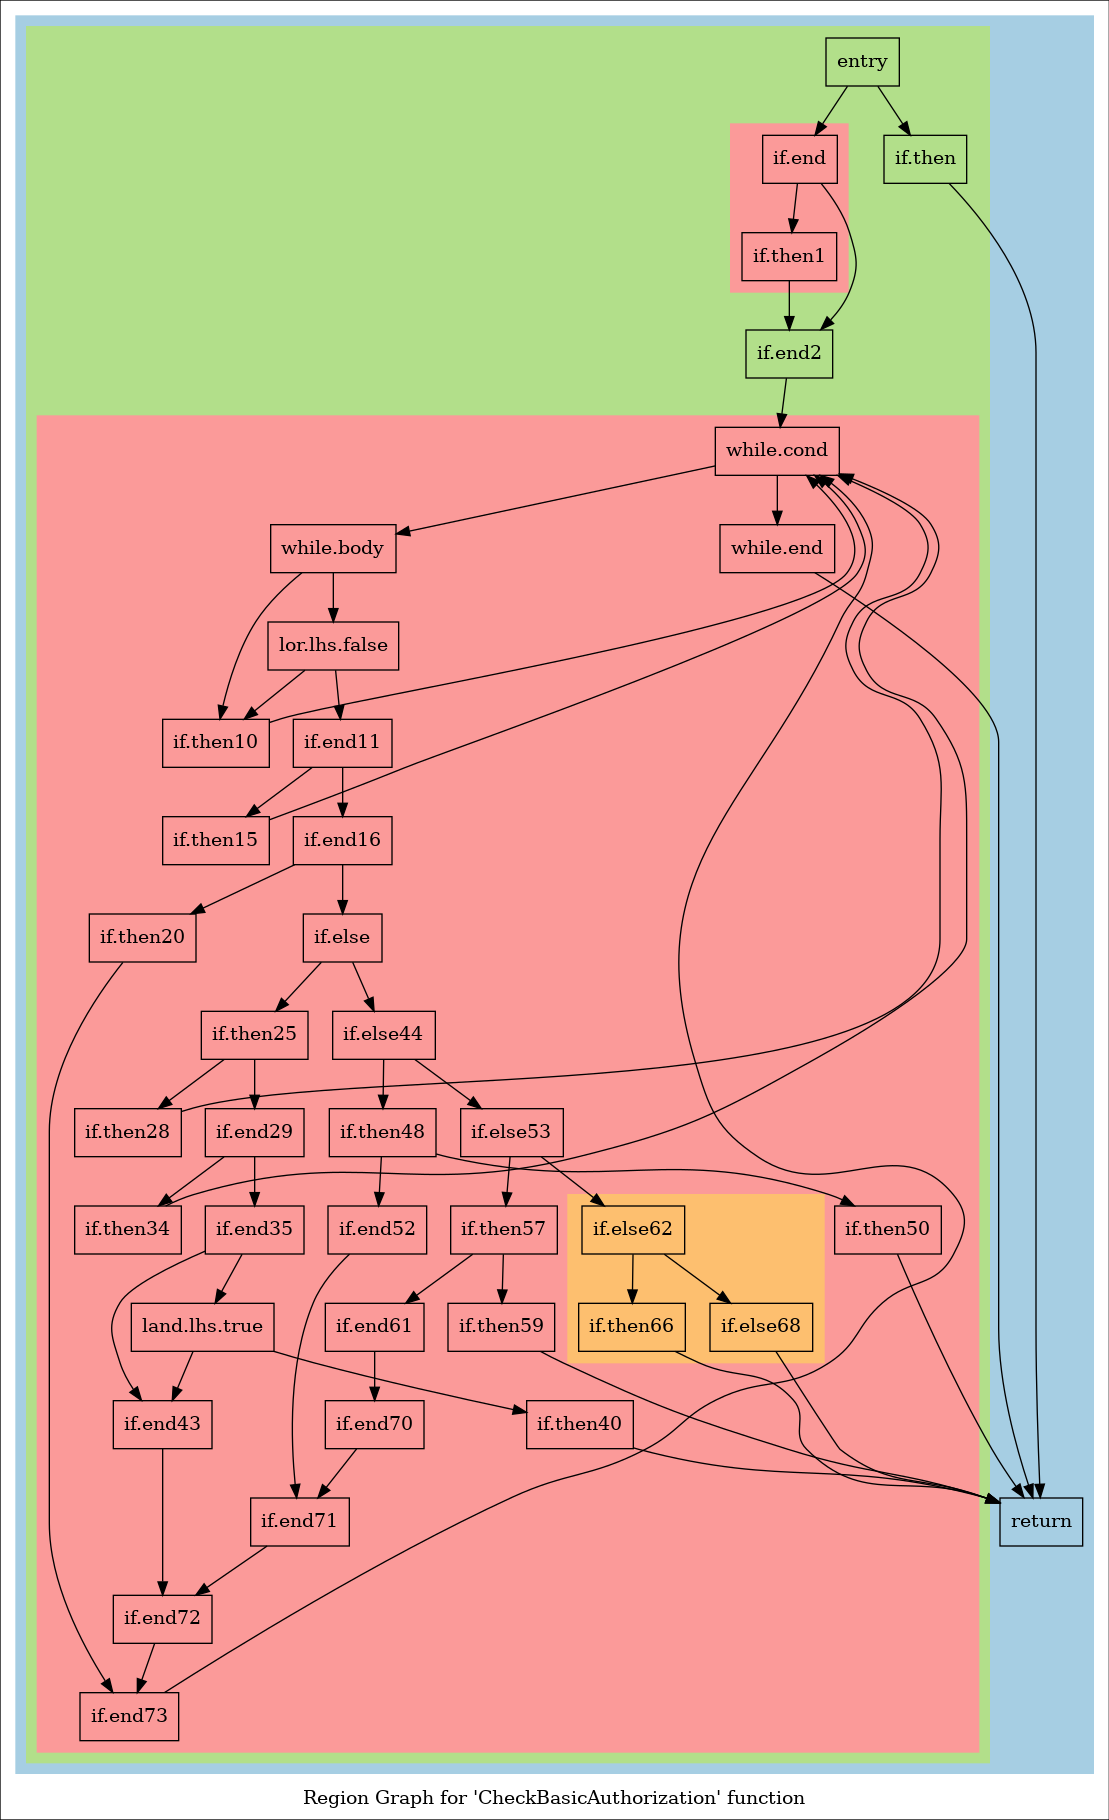 entry
if.end
if.then
if.then1
if.end2
while.cond
while.body
while.end
lor.lhs.false
if.then10
if.end11
if.then15
if.end16
if.then20
if.else
if.then25
if.else44
if.then28
if.end29
if.then48
if.else53
if.then34
if.end35
if.end52
if.then57
if.else62
if.then50
land.lhs.true
if.end61
if.then59
if.then66
if.else68
if.end43
if.end70
if.then40
if.end71
return
if.end72
if.end73
Region Graph for 'CheckBasicAuthorization' function